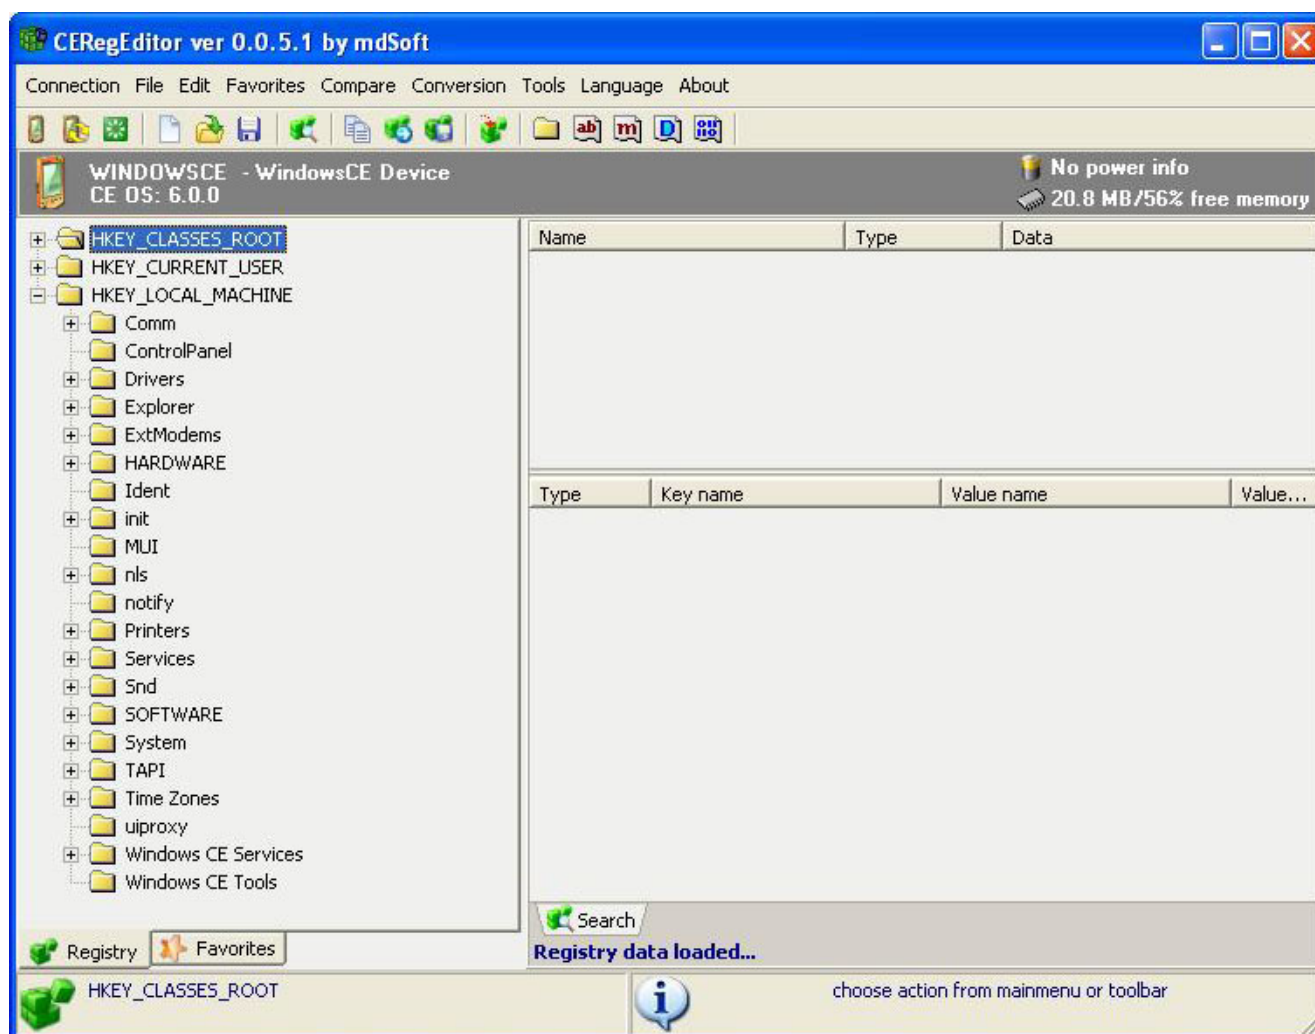 CERegEditor ver 0.0.5.1 by mdSoft
Connection File Edit Favorites Compare Conversion Tools Language About
WINDOWSCE - WindowsCE Device
CE OS: 6.0.0
No power info
20.8 MB/56% free memory
HKEY_CLASSES_ROOT
HKEY_CURRENT_USER
HKEY_LOCAL_MACHINE
Comm
ControlPanel
Drivers
Explorer
ExtModems
HARDWARE
Ident
init
MUI
nls
notify
Printers
Services
Snd
SOFTWARE
System
TAPI
Time Zones
uiproxy
Windows CE Services
Windows CE Tools
Registry Favorites
Name Type Data
Type Key name Value name Value...
Search
Registry data loaded...
HKEY_CLASSES_ROOT
choose action from mainmenu or toolbar